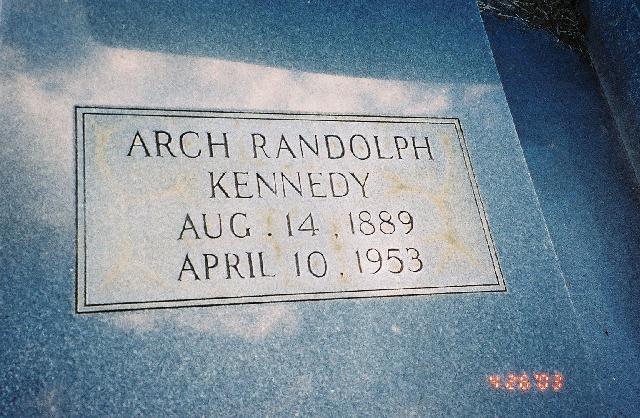 ARCH RANDOLPH
KENNEDY
AUG. 14, 1889
APRIL 10, 1953
4 26 '03